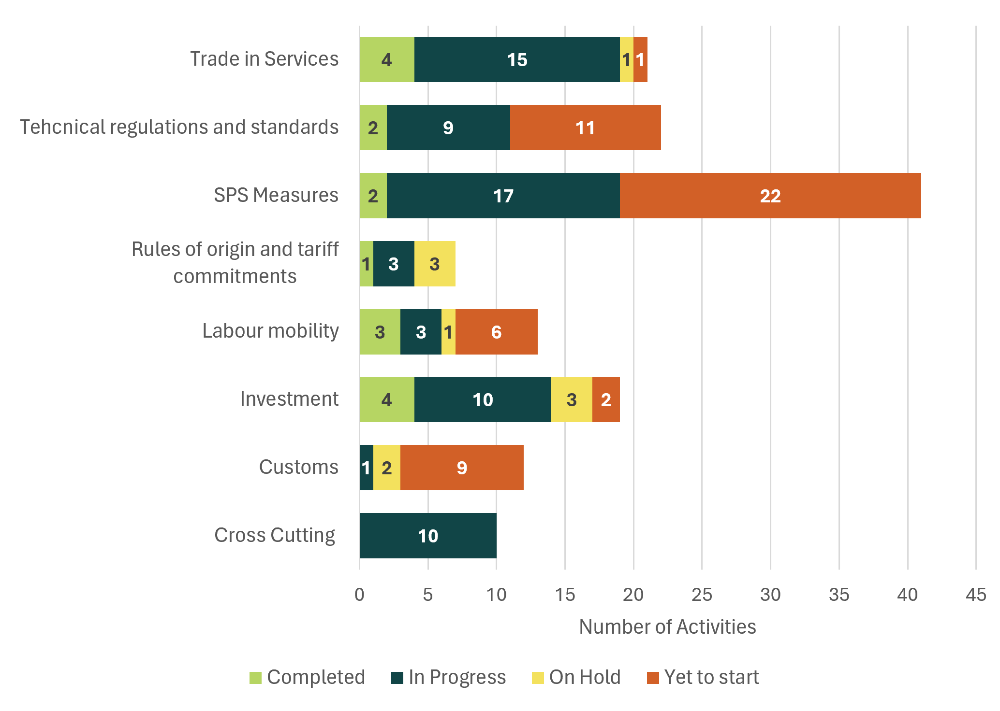 Trade in Services
4 15 1 1
Tehcnical regulations and standards
2 9 11
SPS Measures
2 17 22
Rules of origin and tariff
commitments
1 3 3
Labour mobility
3 3 1 6
Investment
4 10 3 2
Customs
1 2 9
Cross Cutting
10
0 5 10 15 20 25 30 35 40 45
Number of Activities
Completed In Progress On Hold Yet to start